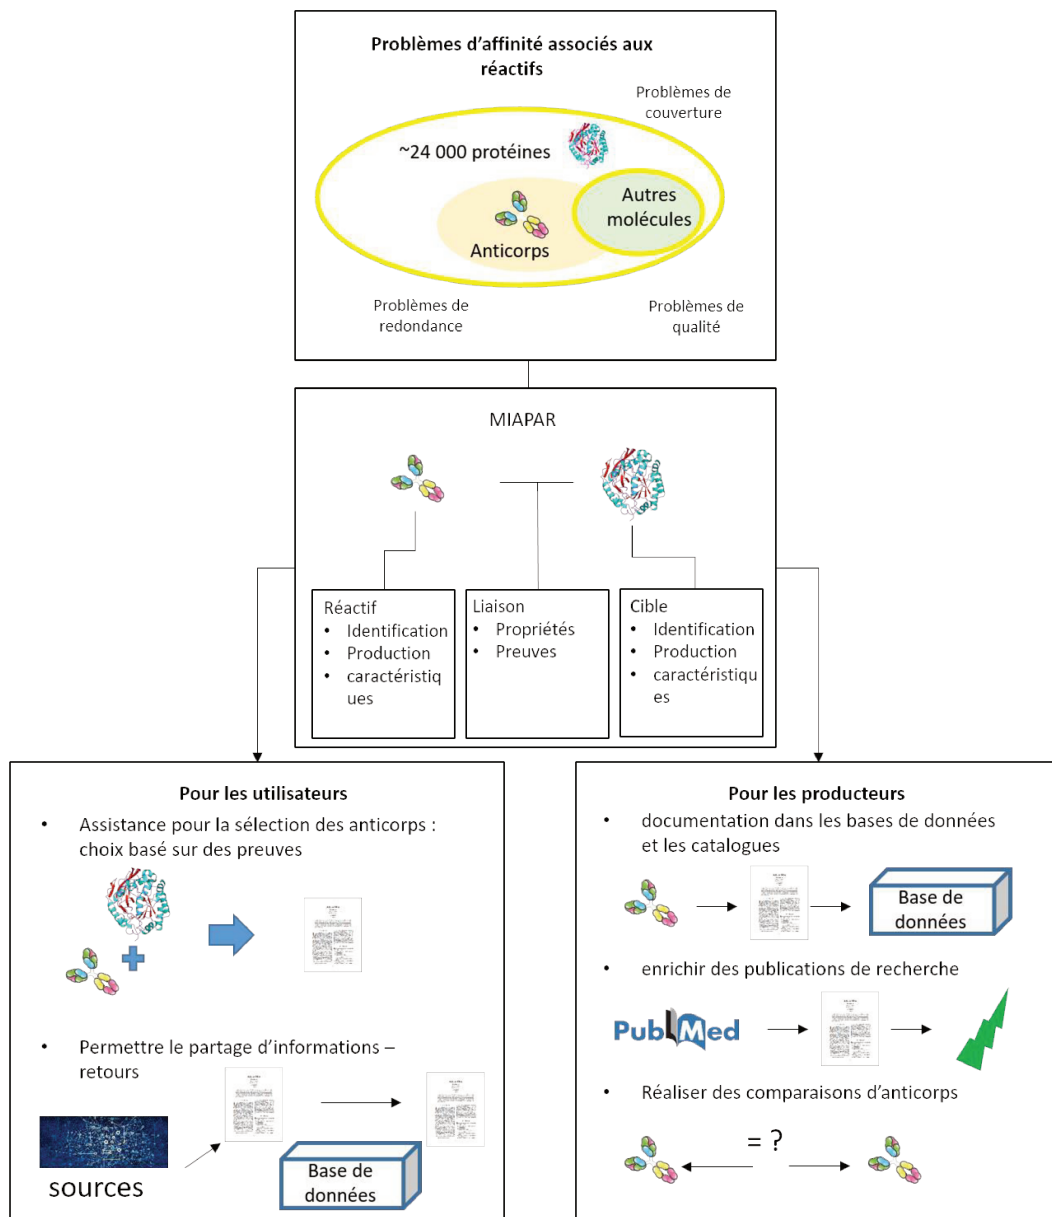 Problèmes d’affinité associés aux
réactifs
Problèmes de
couverture
~24 000 protéines
Autres
molécules
Anticorps
Problèmes de
redondance
Problèmes de
qualité
MIAPAR
Réactif
• Identification
• Production
• caractéristiq
ues
Liaison
• Propriétés
• Preuves
Cible
• Identification
• Production
• caractéristiqu
es
Pour les utilisateurs
• Assistance pour la sélection des anticorps :
choix basé sur des preuves
• Permettre le partage d’informations –
retours
sources
Base de
données
Pour les producteurs
• documentation dans les bases de données
et les catalogues
Base de
données
• enrichir des publications de recherche
PubMed
• Réaliser des comparaisons d’anticorps
= ?